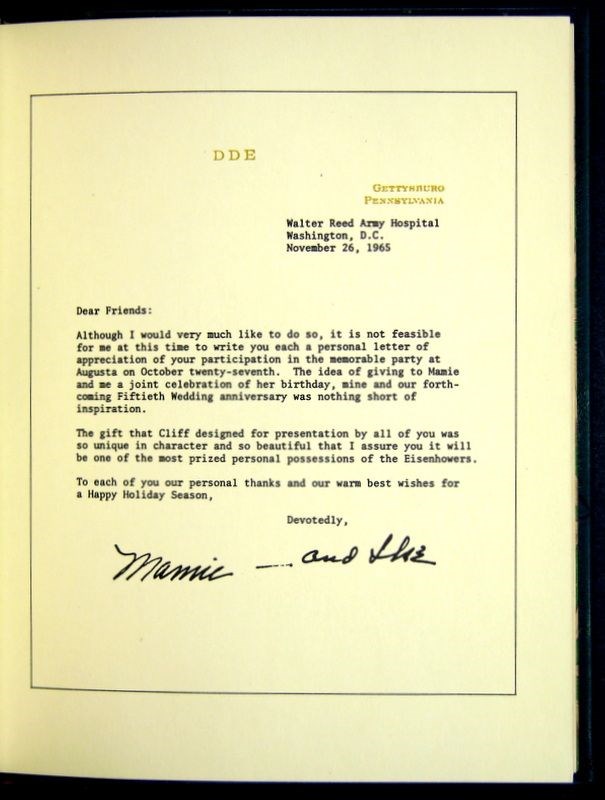 DDE
GETTYSBURG
PENNSYLVANIA
Walter Reed Army Hospital
Washington, D.C.
November 26, 1965
Dear Friends:
Although I would very much like to do so, it is not feasible
for me at this time to write you each a personal letter of
appreciation of your participation in the memorable party at
Augusta on October twenty-seventh.  The idea of giving to Mamie
and me a joint celebration of her birthday, mine and our forth-
coming Fiftieth Wedding anniversary was nothing short of
inspiration.
The gift that Cliff designed for presentation by all of you was
so unique in character and so beautiful that I assure you it will
be one of the most prized personal possessions of the Eisenhowers.
To each of you our personal thanks and our warm best wishes for
a Happy Holiday Season,
Devotedly,
Mamie — and Ike